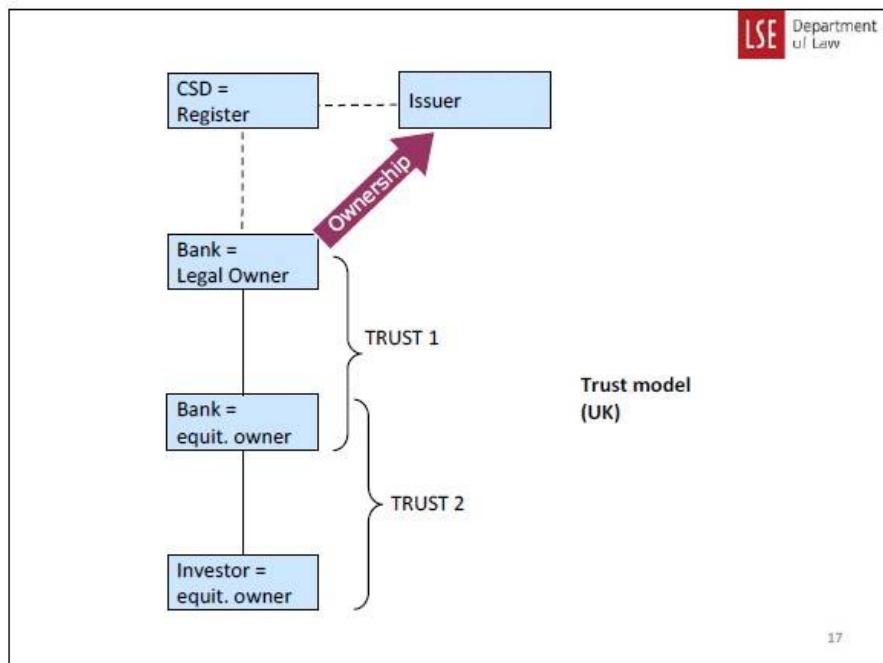 LSE Department
of Law
CSD =
Register
Issuer
Ownership
Bank =
Legal Owner
TRUST 1
Bank =
equit. owner
Trust model
(UK)
TRUST 2
Investor =
equit. owner
17